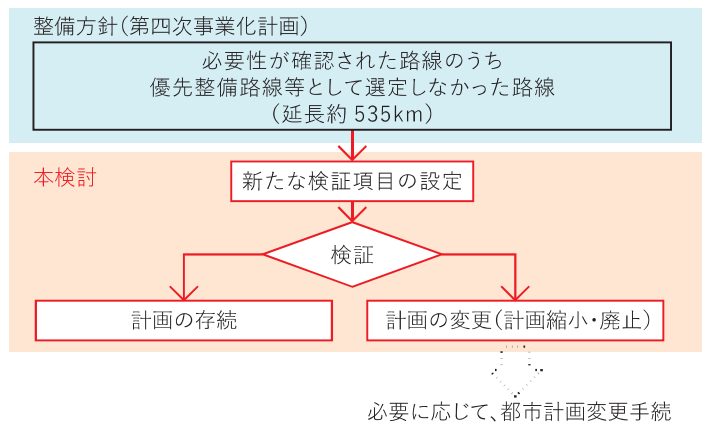 整備方針（第四次事業化計画）
必要性が確認された路線のうち
優先整備路線等として選定しなかった路線
（延長約 535km）
本検討
新たな検証項目の設定
検証
計画の存続
計画の変更（計画縮小・廃止）
必要に応じて、都市計画変更手続